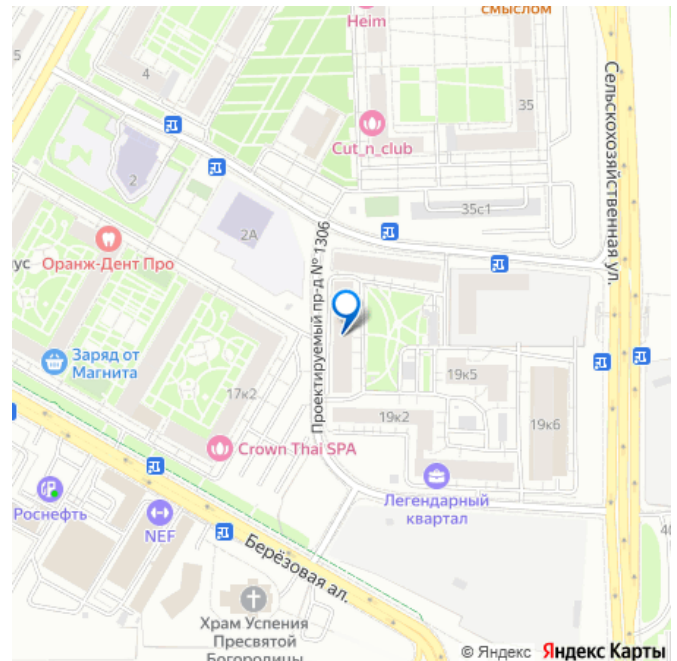 Heim
смыслом
5
4
35
Cut_n_club
Сельскохозяйственная ул.
2
35с1
2А
ус
Оранж-Дент Про
Проектируемый пр-д № 1306
Заряд от
Магнита
17к2
19к5
19к2
19к6
Crown Thai SPA
Легендарный
квартал
Роснефть
NEF
Берёзовая ал.
Храм Успения
Пресвятой
Богородицы
© Яндекс Яндекс Карты